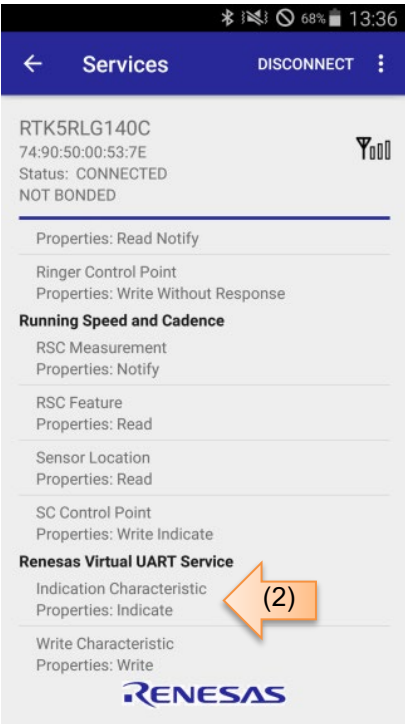 68% 13:36
Services DISCONNECT
RTK5RLG140C
74:90:50:00:53:7E
Status: CONNECTED
NOT BONDED
Properties: Read Notify
Ringer Control Point
Properties: Write Without Response
Running Speed and Cadence
RSC Measurement
Properties: Notify
RSC Feature
Properties: Read
Sensor Location
Properties: Read
SC Control Point
Properties: Write Indicate
Renesas Virtual UART Service
Indication Characteristic
Properties: Indicate
(2)
Write Characteristic
Properties: Write
RENESAS